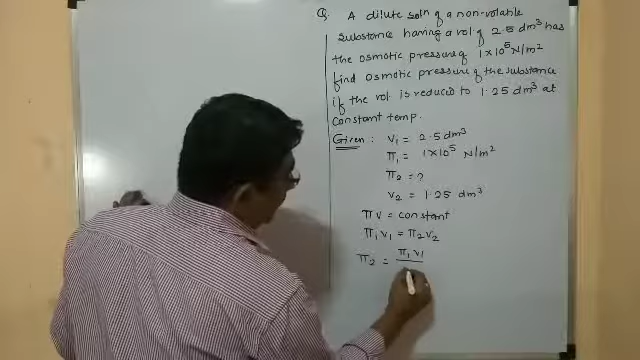 Q. A dilute soln of a non-volable
substance having a vol of 2.5 dm³ has
the osmotic pressure of 1×10⁵ N/m²
find osmotic pressure of the substance
if the vol. is reduced to 1.25 dm³ at
constant temp.
Given : V₁ = 2.5 dm³
π₁ = 1×10⁵ N/m²
π₂ = ?
V₂ = 1.25 dm³
πV = constant
π₁V₁ = π₂V₂
π₂ = π₁V₁